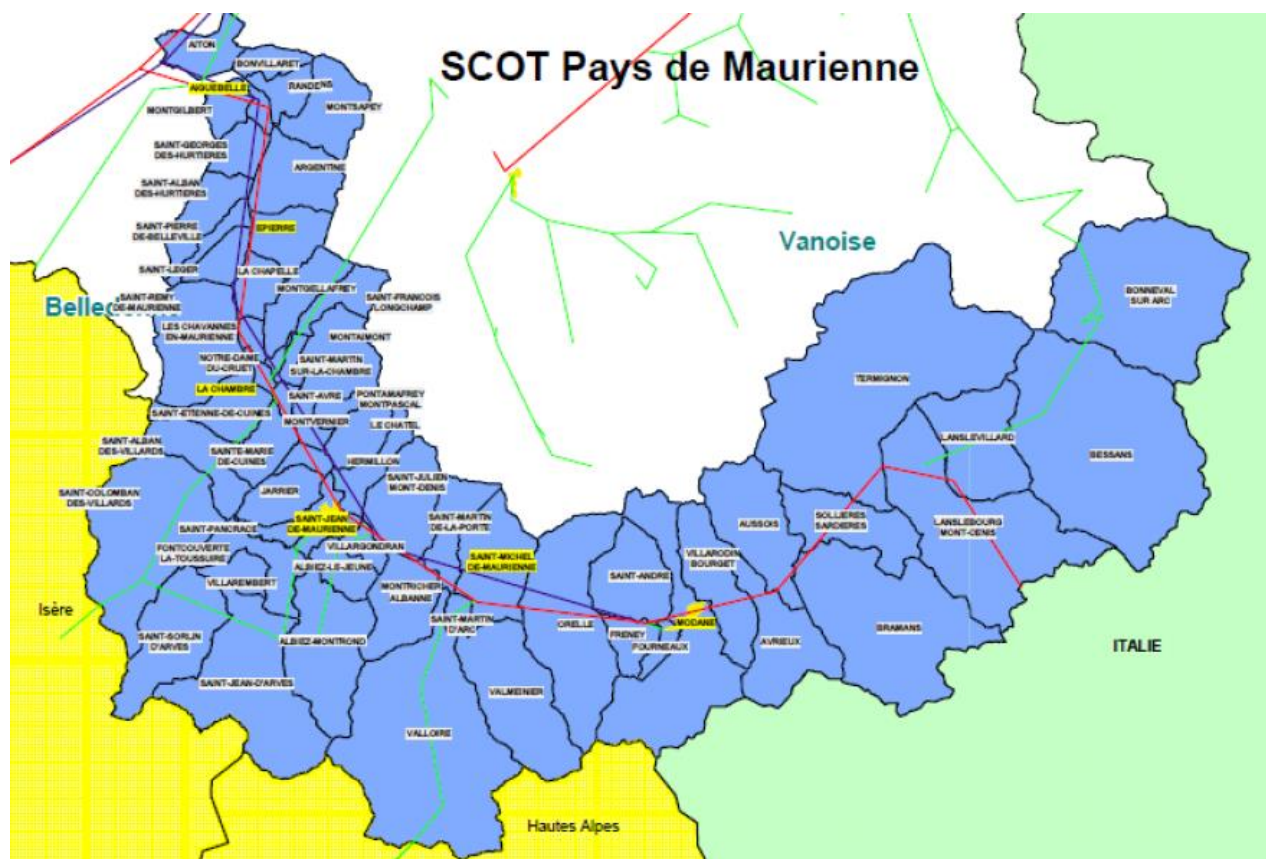 SCOT Pays de Maurienne
AITON
BONVILLARET
AIGUEBELLE
RANDENS
MONTSAPEY
MONTGILBERT
SAINT-GEORGES
DES-HURTIERES
ARGENTINE
SAINT-ALBAN
DES-HURTIERES
SAINT-PIERRE
DE-BELLEVILLE
EPIERRE
Vanoise
SAINT-LEGER
LA CHAPELLE
MONTGELLAFREY
BONNEVAL
SUR ARC
SAINT-REMY
DE-MAURIENNE
SAINT-FRANCOIS
LONGCHAMP
LES CHAVANNES
EN-MAURIENNE
MONTAIMONT
NOTRE-DAME
DU-CRUET
SAINT-MARTIN
SUR-LA-CHAMBRE
TERMIGNON
LA CHAMBRE
SAINT-AVRE
PONTAMAFREY
MONTPASCAL
SAINT-ETIENNE-DE-CUINES
MONTVERNIER
LE CHATEL
LANSLEVILLARD
SAINT-ALBAN
DES-VILLARDS
SAINTE-MARIE
DE-CUINES
HERMILLON
BESSANS
SAINT-JULIEN
MONT-DENIS
JARRIER
SAINT-COLOMBAN
DES-VILLARDS
SAINT-JEAN
DE-MAURIENNE
SAINT-MARTIN
DE-LA-PORTE
AUSSOIS
SOLLIERES
SARDIERES
LANSLEBOURG
MONT-CENIS
SAINT-PANCRACE
VILLARGONDRAN
SAINT-MICHEL
DE-MAURIENNE
VILLARODIN
BOURGET
FONTCOUVERTE
LA-TOUSSUIRE
ALBIEZ-LE-JEUNE
SAINT-ANDRE
VILLAREMBERT
MONTRICHER
ALBANNE
Isère
SAINT-MARTIN
D'ARC
ORELLE
MODANE
SAINT-SORLIN
D'ARVES
ALBIEZ-MONTROND
FRENEY
FOURNEAUX
AVRIEUX
BRAMANS
ITALIE
SAINT-JEAN-D'ARVES
VALMEINIER
VALLOIRE
Hautes Alpes